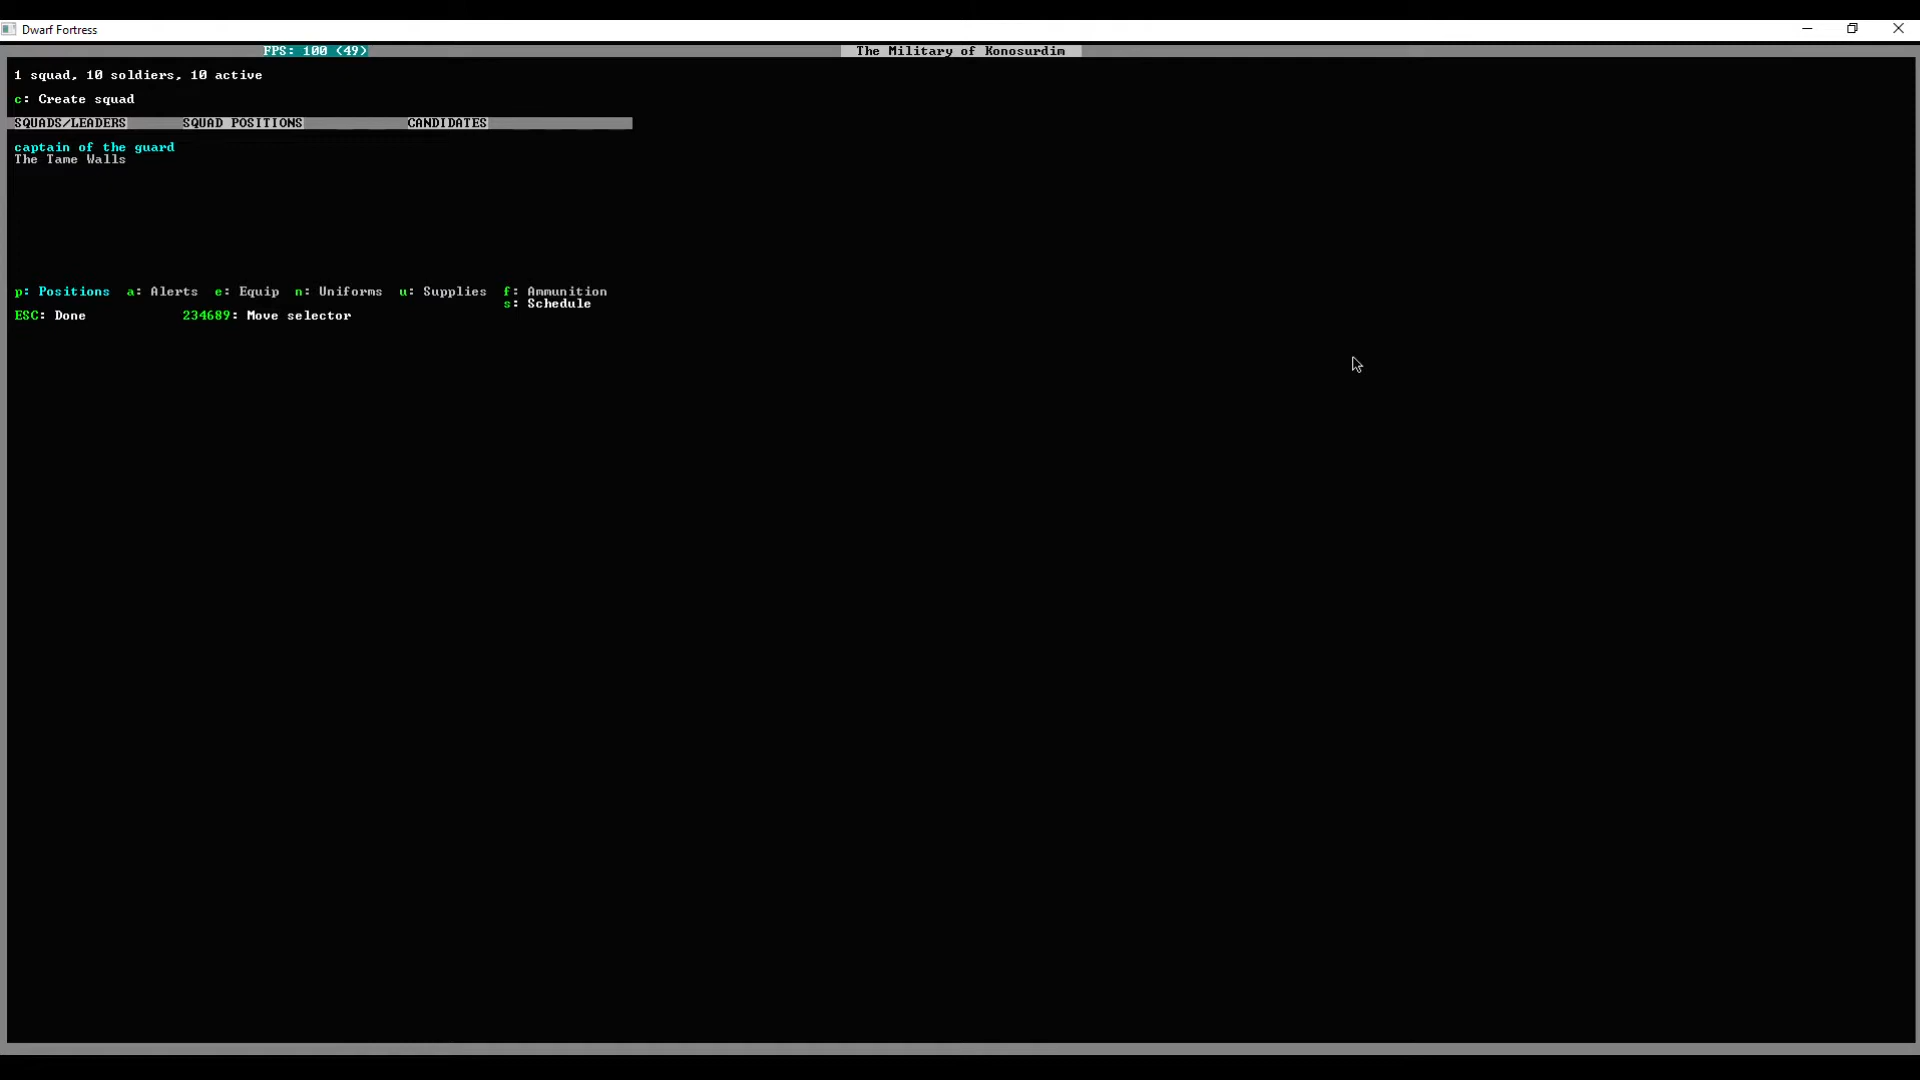 Dwarf Fortress
FPS: 100 (49)
The Military of Konosurdim
1 squad, 10 soldiers, 10 active
c: Create squad
SQUADS/LEADERS SQUAD POSITIONS CANDIDATES
captain of the guard
The Tame Walls
p: Positions a: Alerts e: Equip n: Uniforms u: Supplies f: Ammunition
s: Schedule
ESC: Done 234689: Move selector